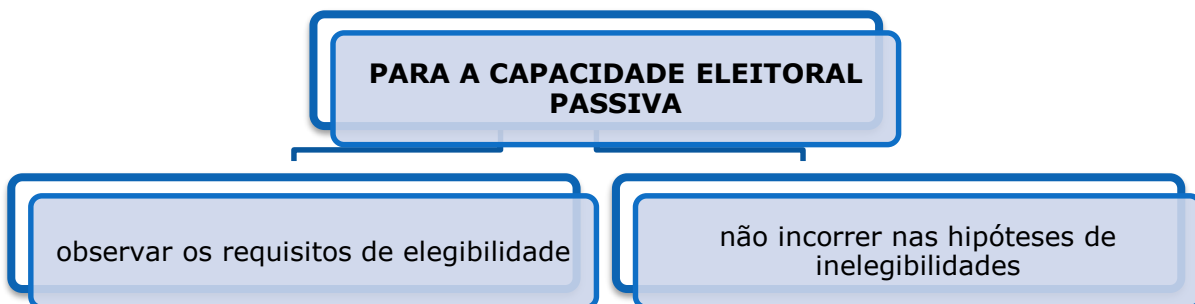 PARA A CAPACIDADE ELEITORAL
PASSIVA
observar os requisitos de elegibilidade
não incorrer nas hipóteses de
inelegibilidades